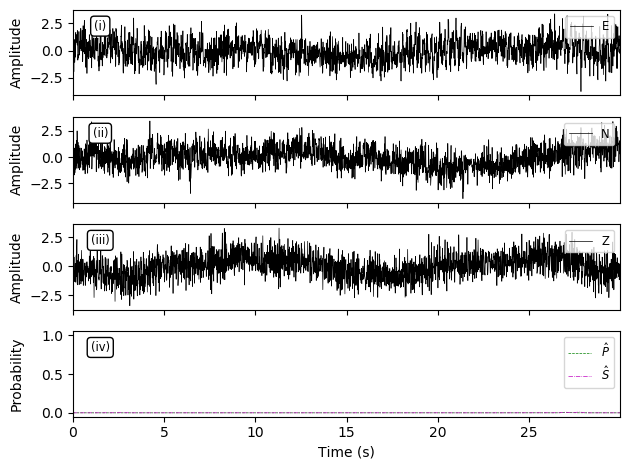 (i)
E
Amplitude
2.5
0.0
−2.5
(ii)
N
Amplitude
2.5
0.0
−2.5
(iii)
Z
Amplitude
2.5
0.0
−2.5
(iv)
P̂
Ŝ
Probability
1.0
0.5
0.0
0 5 10 15 20 25
Time (s)